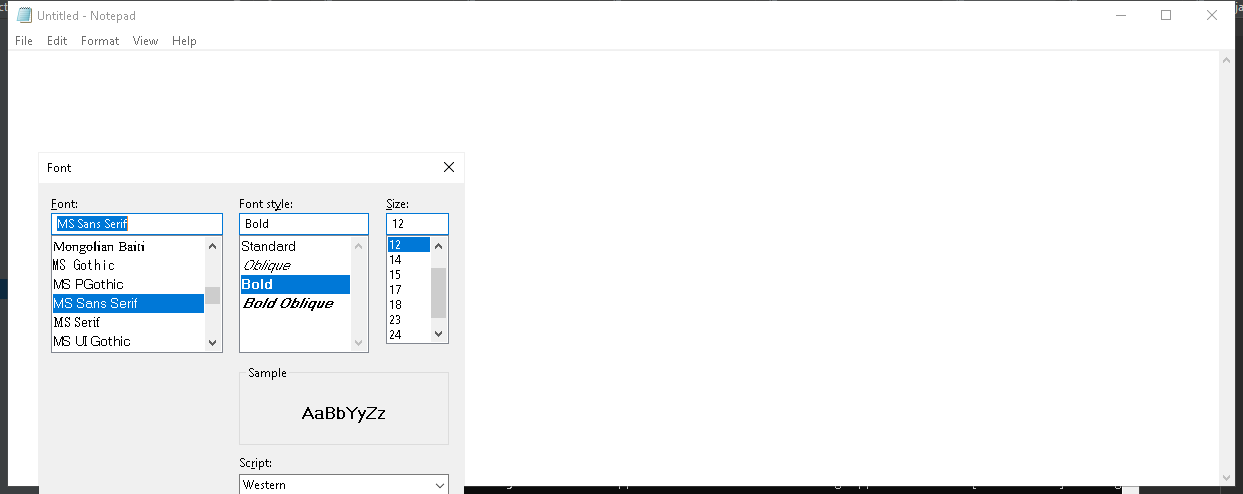 Untitled - Notepad
File Edit Format View Help
Font
Font: Font style: Size:
MS Sans Serif Bold 12
Mongolian Baiti Standard 12
MS Gothic Oblique 14
MS PGothic Bold 15
MS Sans Serif Bold Oblique 17
MS Serif 18
MS UI Gothic 23
24
Sample
AaBbYyZz
Script:
Western